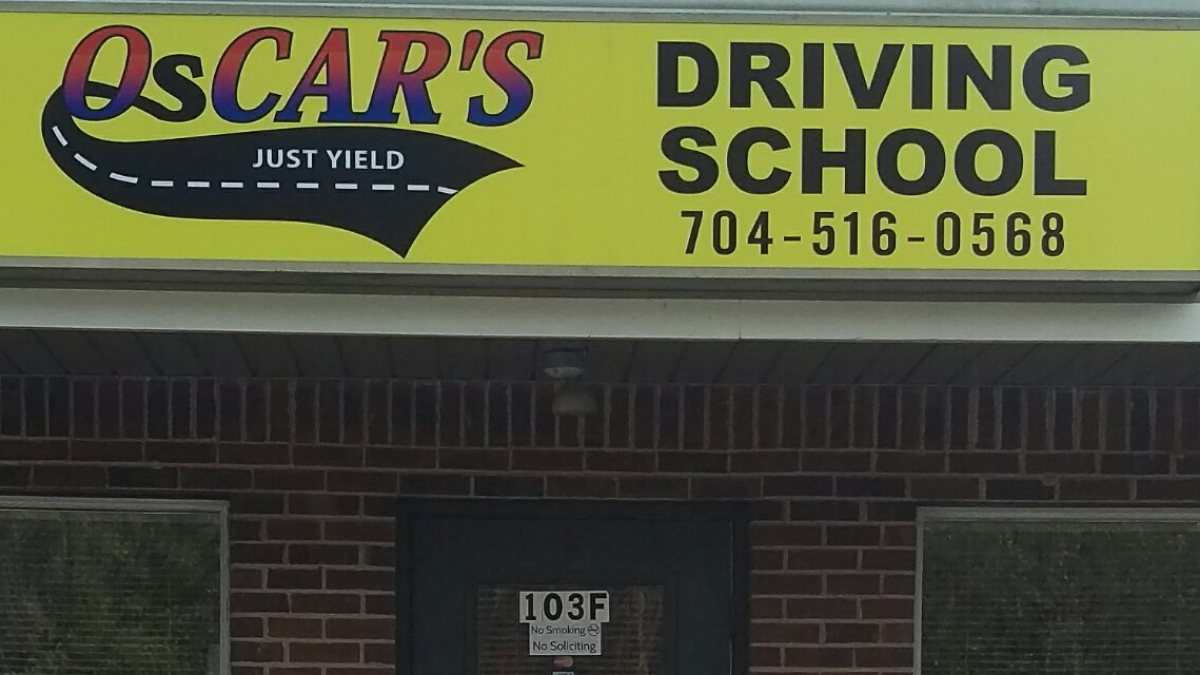 OsCAR'S
JUST YIELD
DRIVING
SCHOOL
704-516-0568
103F
No Smoking
No Soliciting